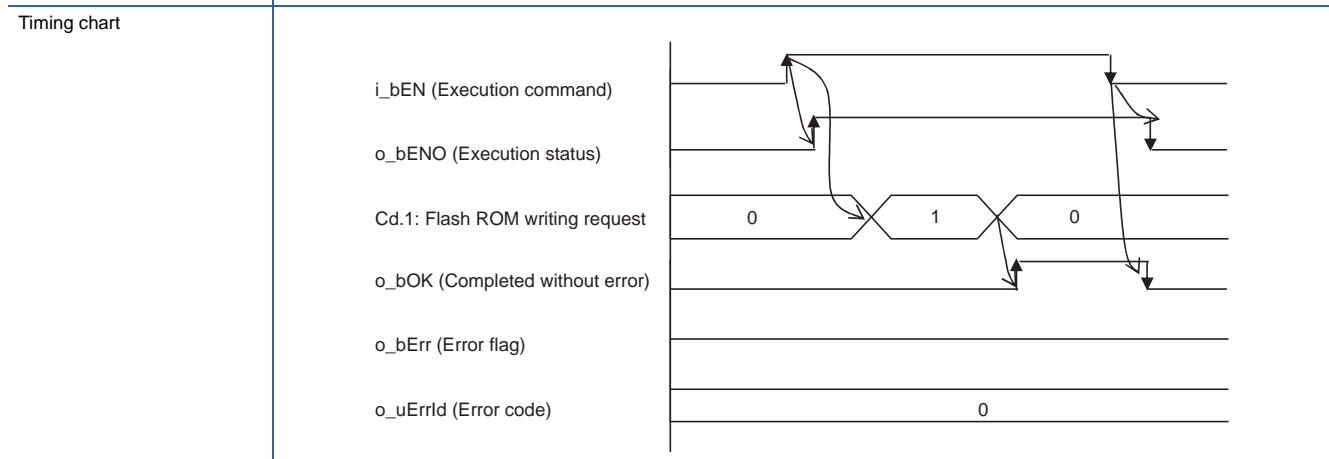 Timing chart
i_bEN (Execution command)
o_bENO (Execution status)
Cd.1: Flash ROM writing request 0 1 0
o_bOK (Completed without error)
o_bErr (Error flag)
o_uErrId (Error code) 0